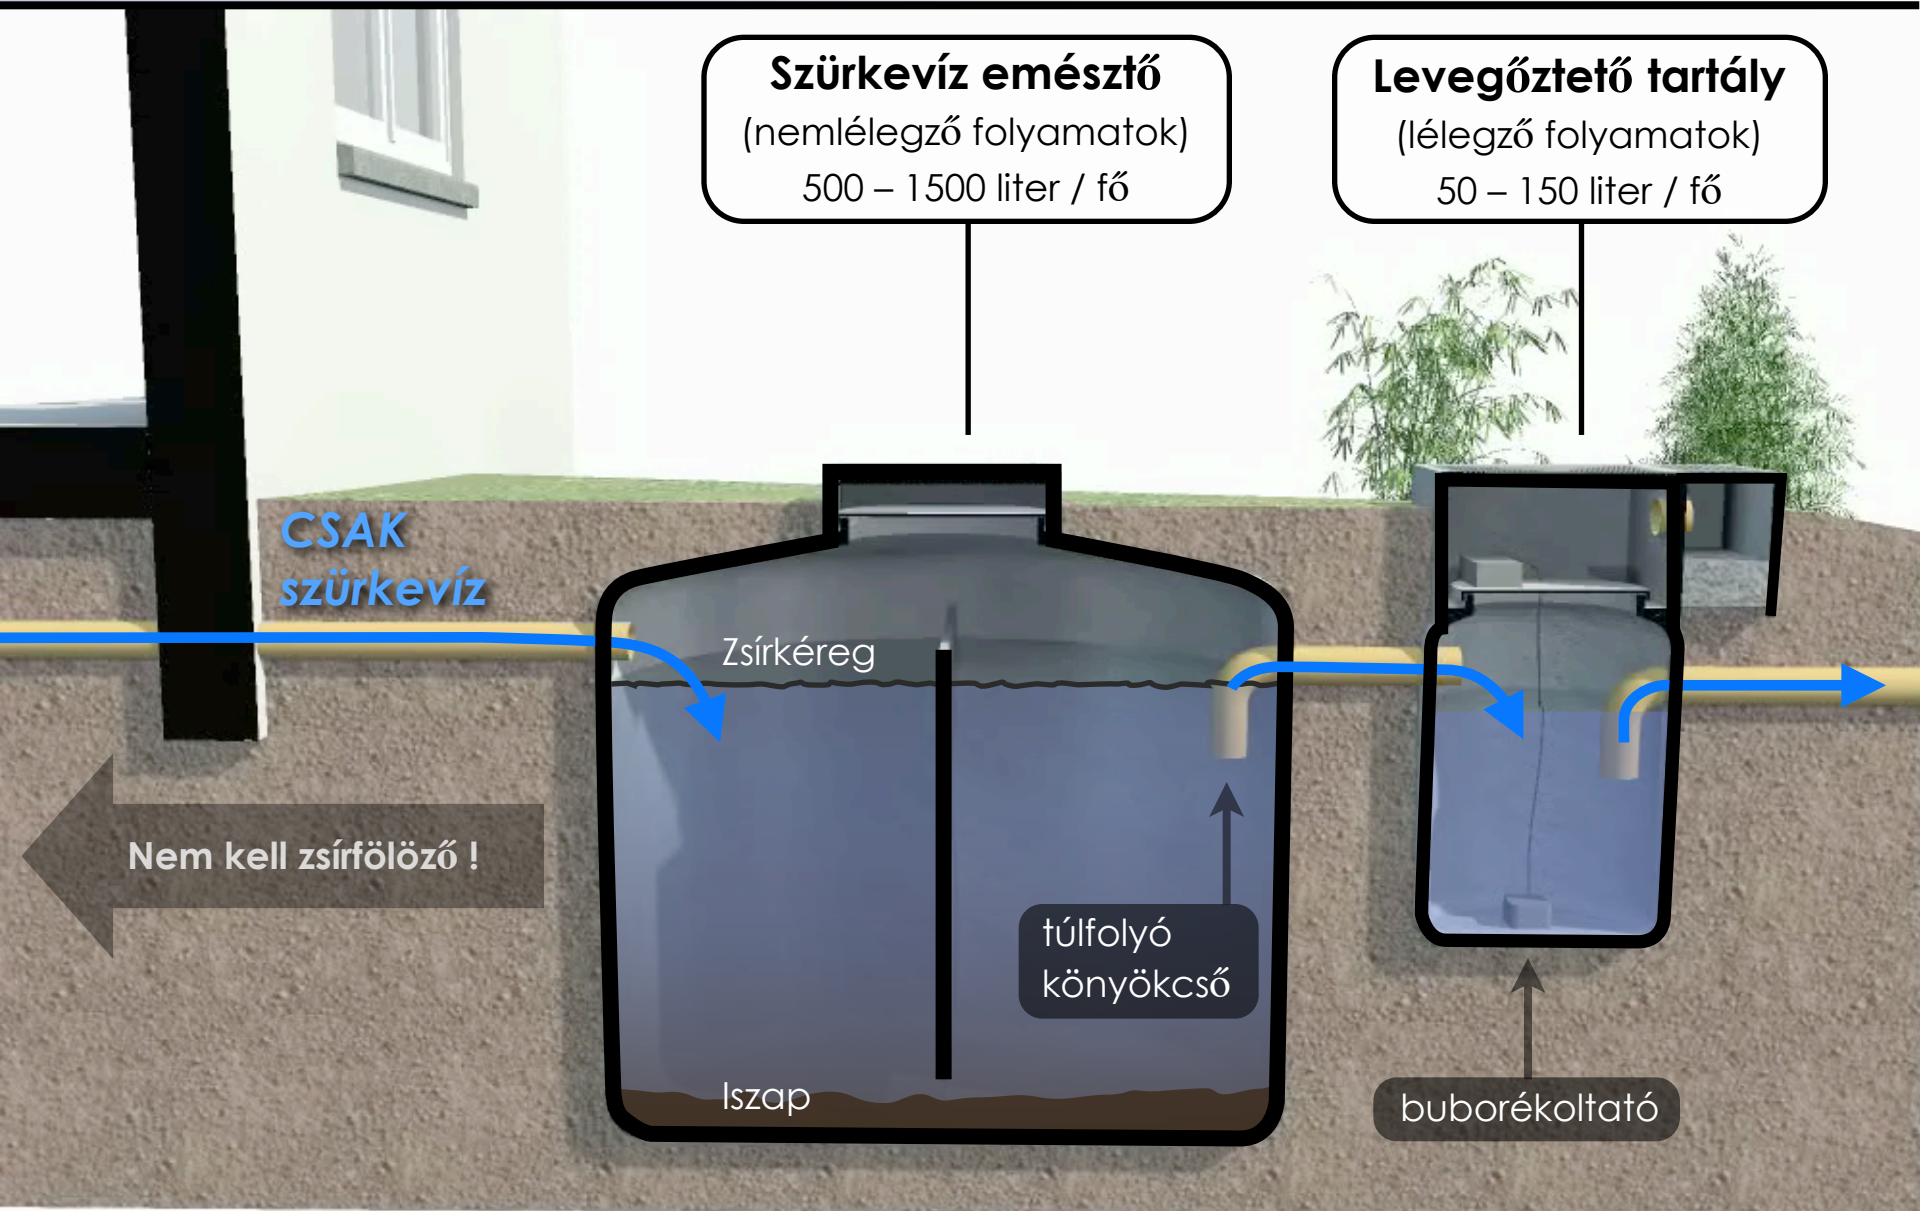 Szürkevíz emésztő
(nemlélegző folyamatok)
500 – 1500 liter / fő
Levegőztető tartály
(lélegző folyamatok)
50 – 150 liter / fő
CSAK
szürkevíz
Zsírkéreg
Nem kell zsírfölöző !
túlfolyó
könyökcső
Iszap
buborékoltató